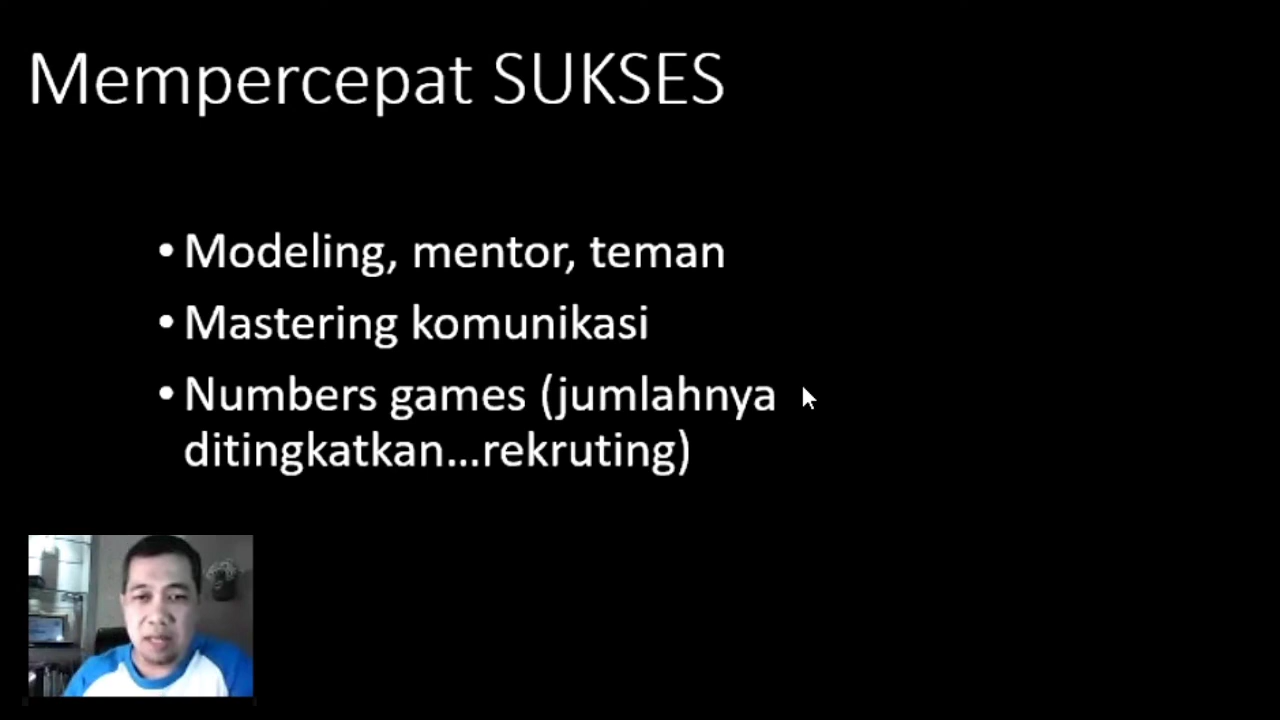 Mempercepat SUKSES
• Modeling, mentor, teman
• Mastering komunikasi
• Numbers games (jumlahnya
ditingkatkan...rekruting)